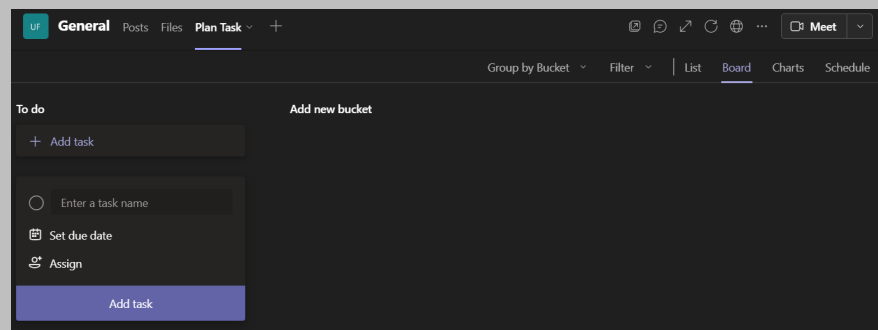 UF General Posts Files Plan Task
Meet
Group by Bucket Filter List Board Charts Schedule
To do
Add new bucket
Add task
Enter a task name
Set due date
Assign
Add task